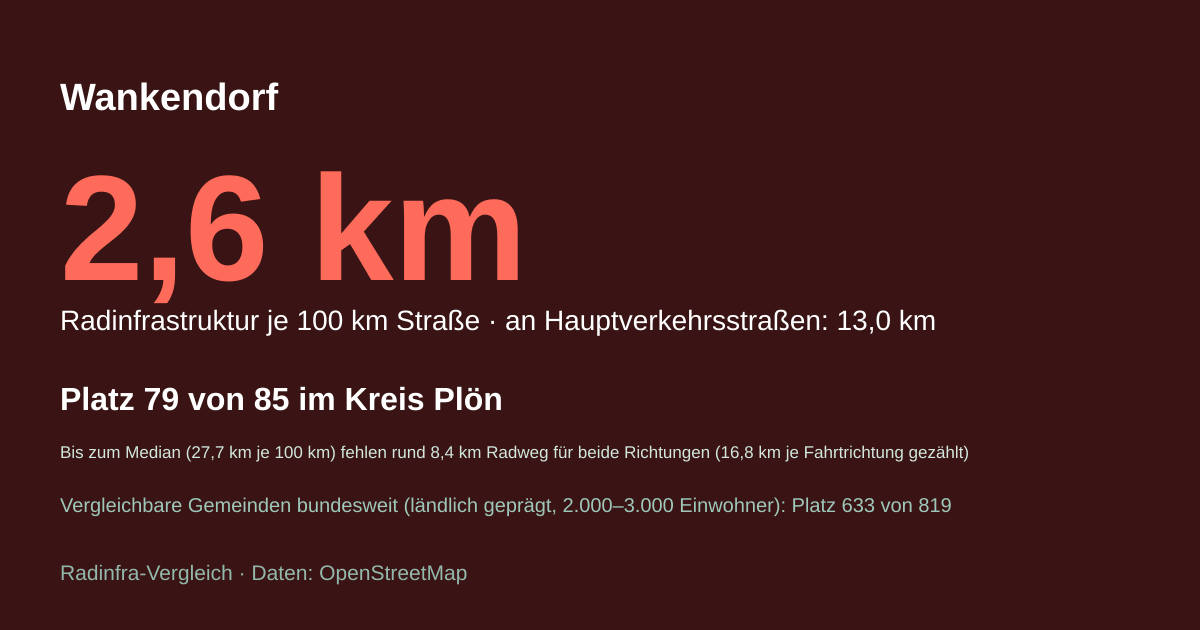 Wankendorf
2,6 km
Radinfrastruktur je 100 km Straße · an Hauptverkehrsstraßen: 13,0 km
Platz 79 von 85 im Kreis Plön
Bis zum Median (27,7 km je 100 km) fehlen rund 8,4 km Radweg für beide Richtungen (16,8 km je Fahrtrichtung gezählt)
Vergleichbare Gemeinden bundesweit (ländlich geprägt, 2.000–3.000 Einwohner): Platz 633 von 819
Radinfra-Vergleich · Daten: OpenStreetMap